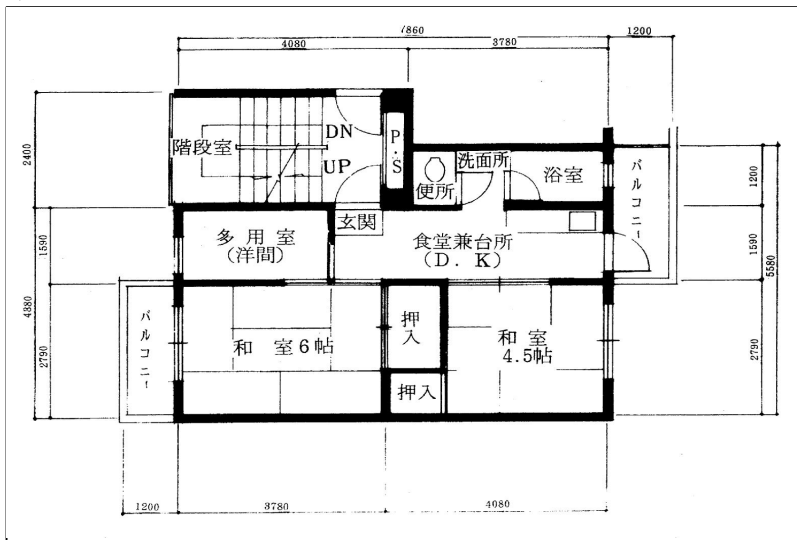 7860
4080
3780
1200
2400
1590
4380
2790
階段室
DN
UP
P・S
便所
洗面所
浴室
バルコニー
玄関
多用室
(洋間)
食堂兼台所
(D.K)
1200
1590
5580
2790
バルコニー
和室6帖
押入
押入
和室
4.5帖
1200
3780
4080